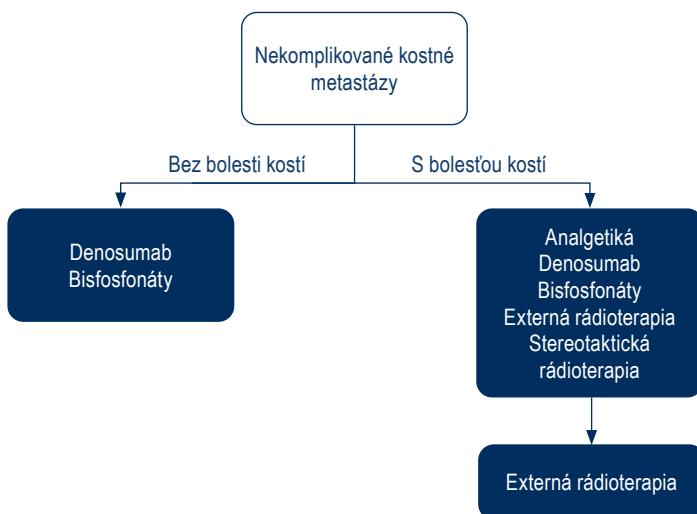 Nekomplikované kostné
metastázy
Bez bolesti kostí
S bolesťou kostí
Denosumab
Bisfosfonáty
Analgetiká
Denosumab
Bisfosfonáty
Externá rádioterapia
Stereotaktická
rádioterapia
Externá rádioterapia